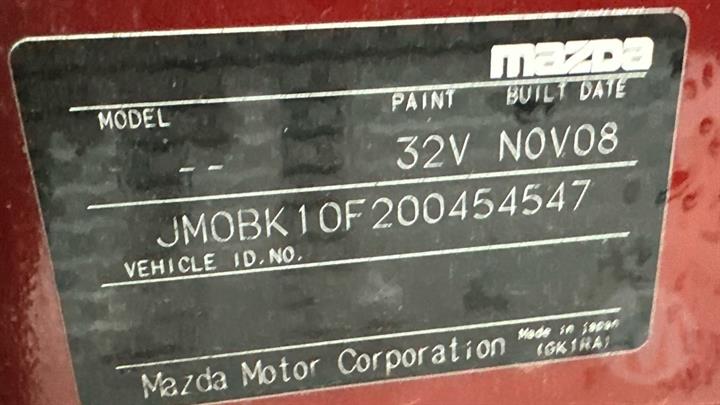 mazda
MODEL PAINT BUILT DATE
-- 32V NOV08
JM0BK10F200454547
VEHICLE ID.NO.
Mazda Motor Corporation Made in Japan
(GK1RA)